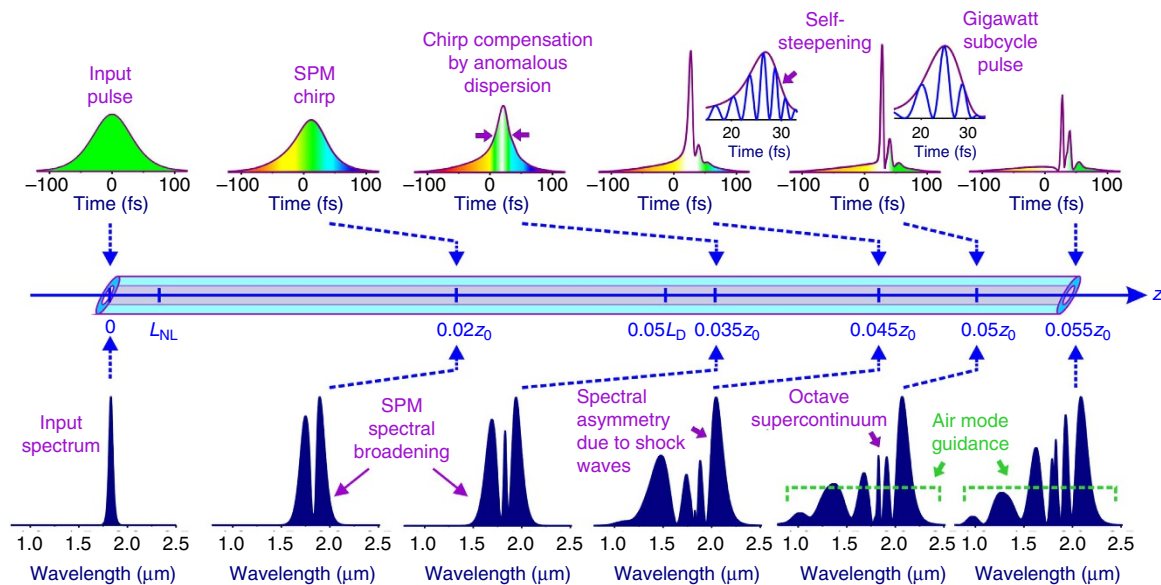 Input
pulse
SPM
chirp
Chirp compensation
by anomalous
dispersion
Self-
steepening
Gigawatt
subcycle
pulse
20 30
Time (fs)
20 30
Time (fs)
−100 0 100
−100 0 100
−100 0 100
−100 0 100
−100 0 100
−100 0 100
Time (fs)
Time (fs)
Time (fs)
Time (fs)
Time (fs)
Time (fs)
z
0 L_NL 0.02z_0 0.05L_D 0.035z_0 0.045z_0 0.05z_0 0.055z_0
Input
spectrum
SPM
spectral
broadening
Spectral
asymmetry
due to shock
waves
Octave
supercontinuum
Air mode
guidance
1.0 1.5 2.0 2.5
1.0 1.5 2.0 2.5
1.0 1.5 2.0 2.5
1.0 1.5 2.0 2.5
1.0 1.5 2.0 2.5
1.0 1.5 2.0 2.5
Wavelength (μm)
Wavelength (μm)
Wavelength (μm)
Wavelength (μm)
Wavelength (μm)
Wavelength (μm)